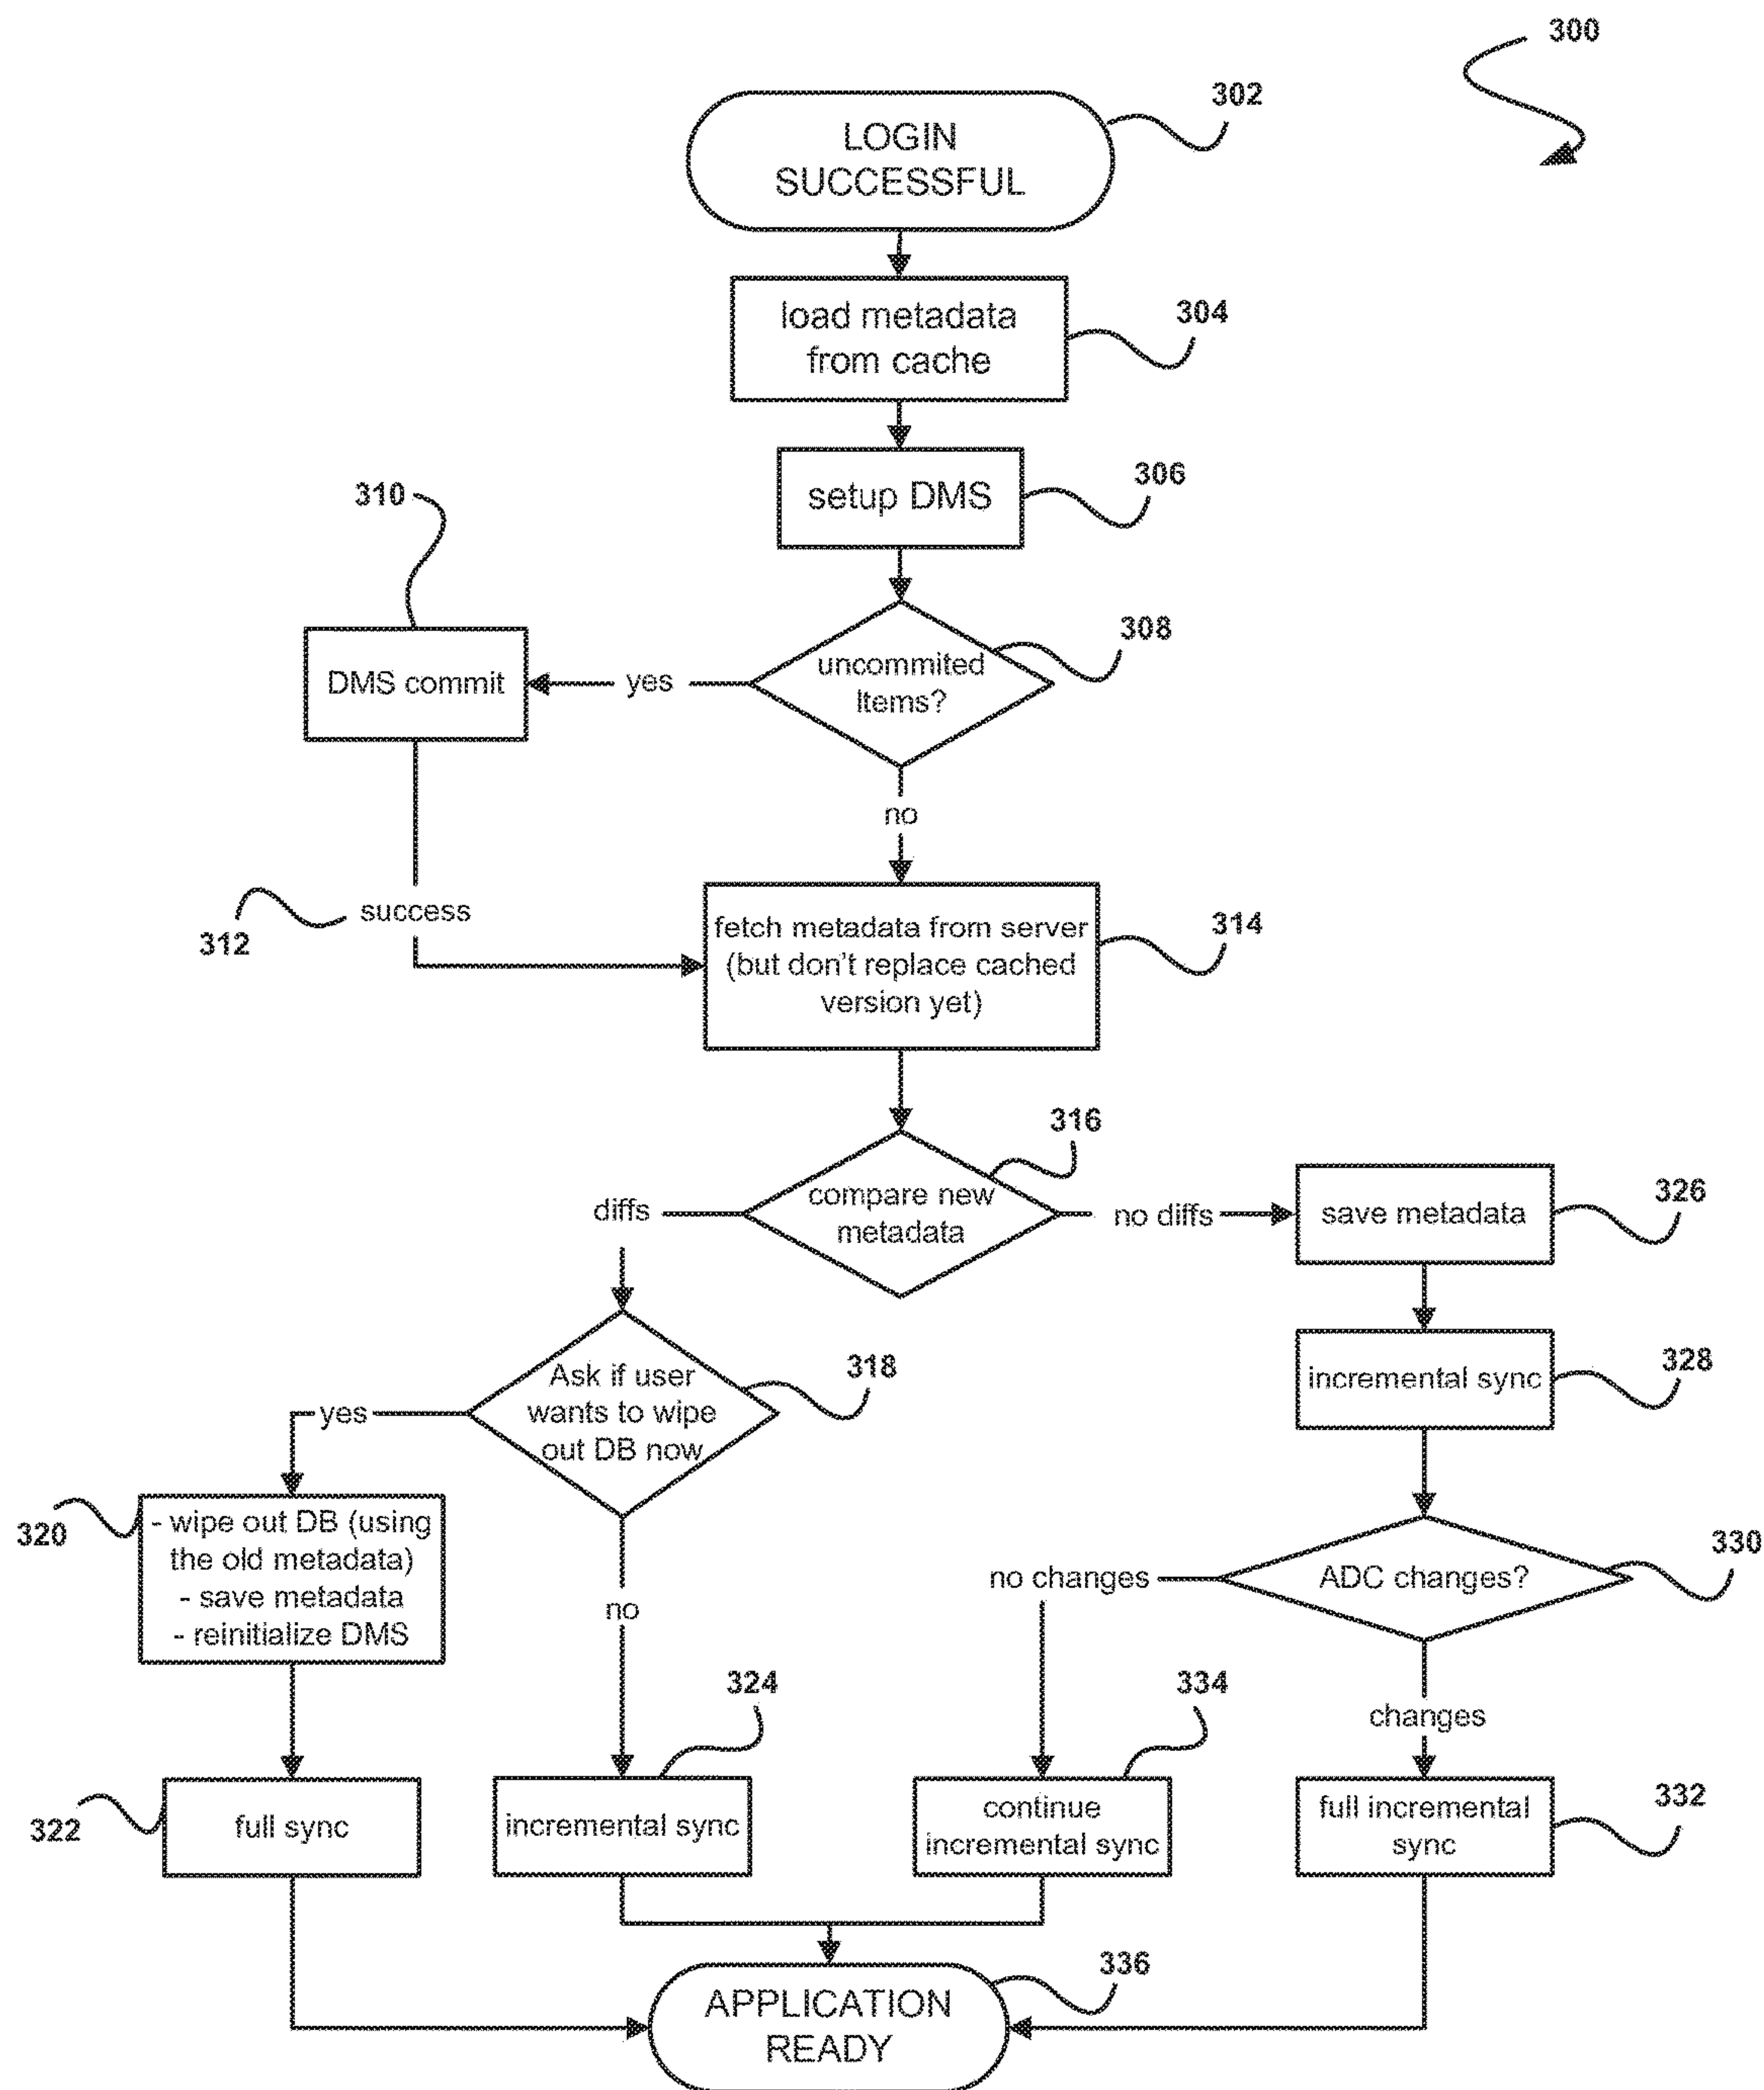 300
302
LOGIN
SUCCESSFUL
304
load metadata
from cache
306
setup DMS
310
308
uncommited
Items?
yes
DMS commit
no
success
312
314
fetch metadata from server
(but don't replace cached
version yet)
316
compare new
metadata
diffs
no diffs
save metadata
326
318
Ask if user
wants to wipe
out DB now
incremental sync
328
yes
320
- wipe out DB (using
the old metadata)
- save metadata
- reinitialize DMS
no
no changes
ADC changes?
330
324
334
changes
322
full sync
incremental sync
continue
incremental sync
full incremental
sync
332
336
APPLICATION
READY